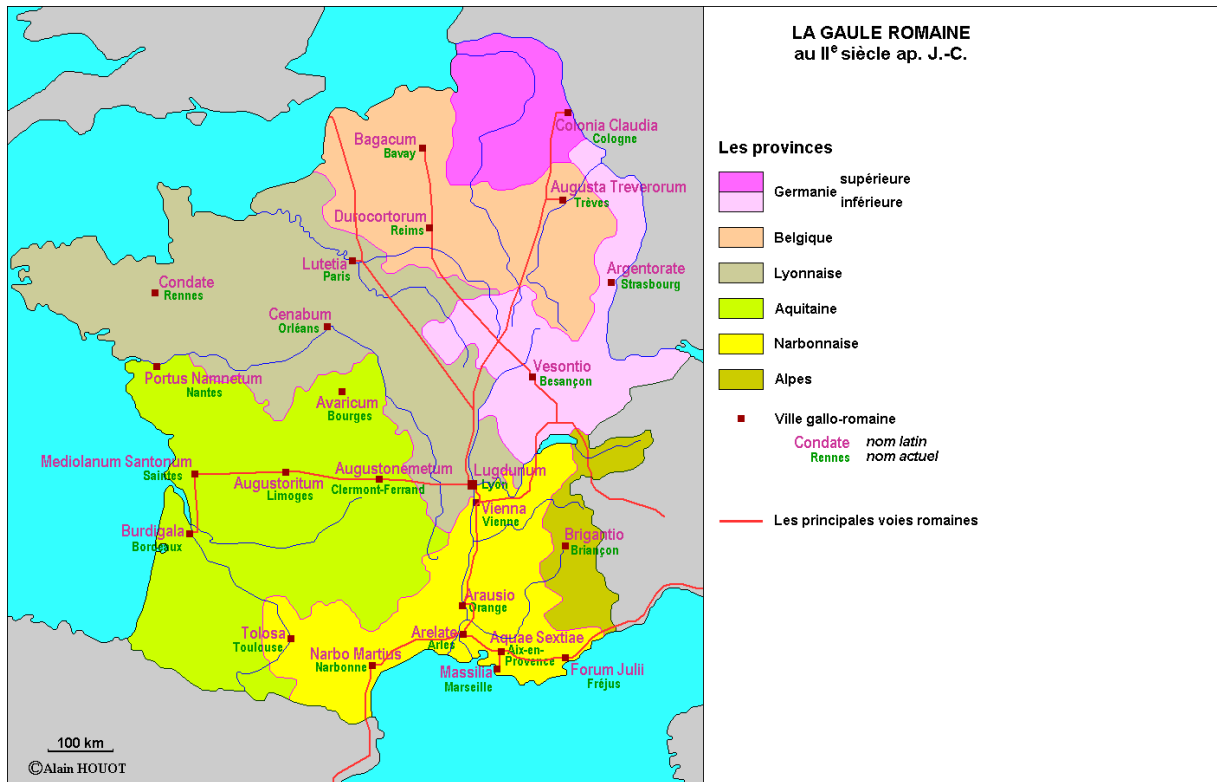 LA GAULE ROMAINE
au IIe siècle ap. J.-C.
Les provinces
Germanie
supérieure
inférieure
Belgique
Lyonnaise
Aquitaine
Narbonnaise
Alpes
Ville gallo-romaine
Condate nom latin
Rennes nom actuel
Les principales voies romaines
Colonia Claudia
Cologne
Bagacum
Bavay
Augusta Treverorum
Trèves
Durocortorum
Reims
Lutetia
Paris
Argentorate
Strasbourg
Condate
Rennes
Cenabum
Orléans
Portus Namnetum
Nantes
Avaricum
Bourges
Vesontio
Besançon
Mediolanum Santonum
Saintes
Augustoritum
Limoges
Augustonemetum
Clermont-Ferrand
Lugdunum
Lyon
Vienna
Vienne
Burdigala
Bordeaux
Brigantio
Briançon
Arausio
Orange
Tolosa
Toulouse
Narbo Martius
Narbonne
Arelate
Arles
Aquae Sextiae
Aix-en-
Provence
Massilia
Marseille
Forum Julii
Fréjus
100 km
©Alain HOUOT